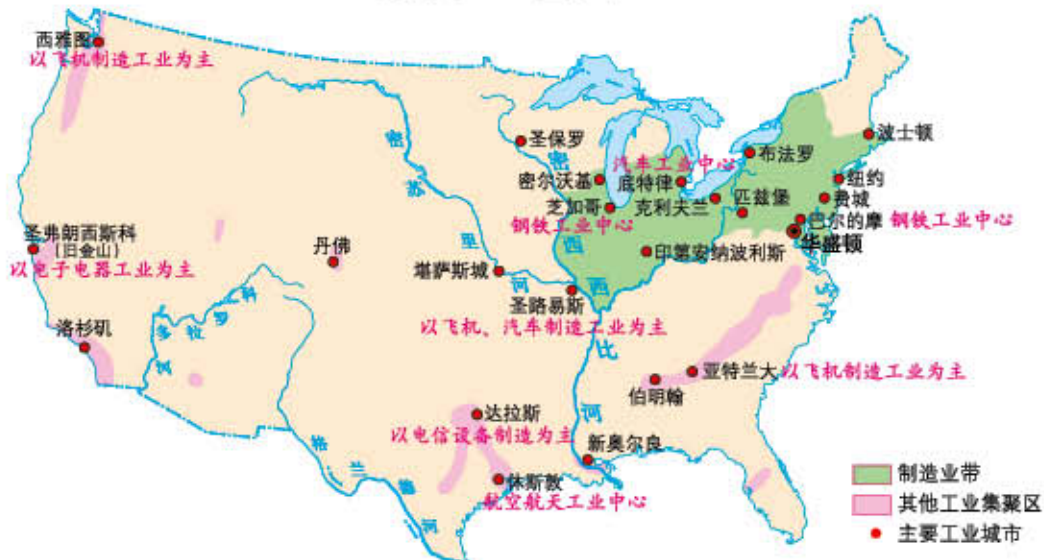 西雅图
以飞机制造工业为主
圣弗朗西斯科
(旧金山)
以电子电器工业为主
洛杉矶
科
罗
拉
多
河
丹佛
密
苏
里
河
堪萨斯城
圣保罗
密
西
西
比
河
密尔沃基
芝加哥
钢铁工业中心
汽车工业中心
底特律
克利夫兰
布法罗
匹兹堡
波士顿
纽约
费城
巴尔的摩
钢铁工业中心
华盛顿
印第安纳波利斯
圣路易斯
以飞机、汽车制造工业为主
亚特兰大
以飞机制造工业为主
伯明翰
达拉斯
以电信设备制造为主
新奥尔良
休斯敦
航空航天工业中心
格
兰
德
河
制造业带
其他工业集聚区
主要工业城市